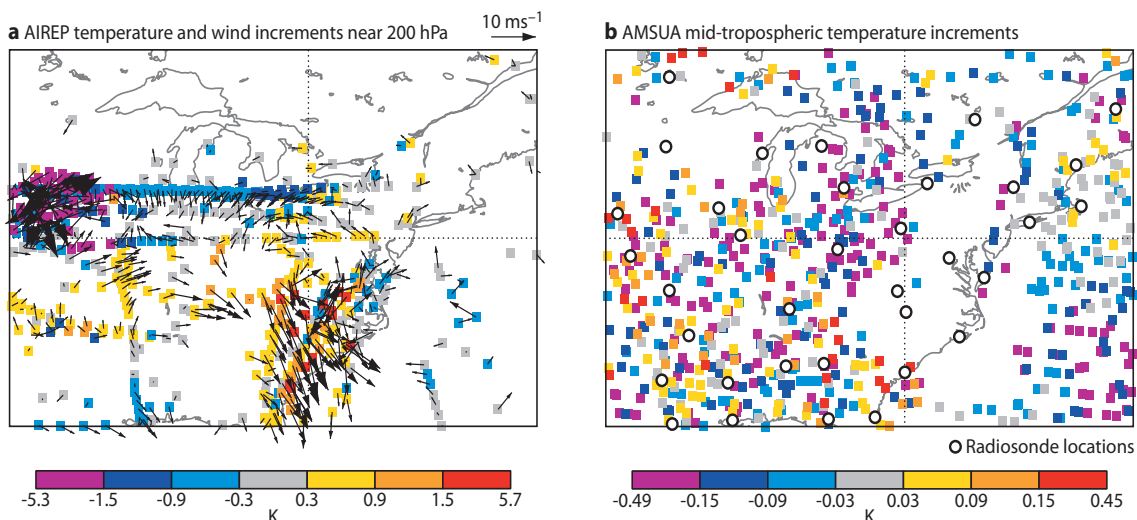 a AIREP temperature and wind increments near 200 hPa
10 ms⁻¹
b AMSUA mid-tropospheric temperature increments
Radiosonde locations
-5.3 -1.5 -0.9 -0.3 0.3 0.9 1.5 5.7
K
-0.49 -0.15 -0.09 -0.03 0.03 0.09 0.15 0.45
K